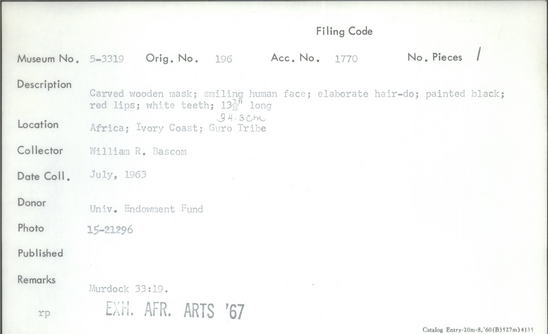 Filing Code
Museum No. 5-3319 Orig. No. 196 Acc. No. 1770 No. Pieces 1
Description
Carved wooden mask; smiling human face; elaborate hair-do; painted black;
red lips; white teeth; 13½" long
34.3cm
Location
Africa; Ivory Coast; Guro Tribe
Collector William R. Bascom
Date Coll. July, 1963
Donor
Univ. Endowment Fund
Photo 15-21296
Published
Remarks
Murdock 33:19.
rp EXH. AFR. ARTS '67
Catalog Entry-10m-8,'60(B3527n)4135